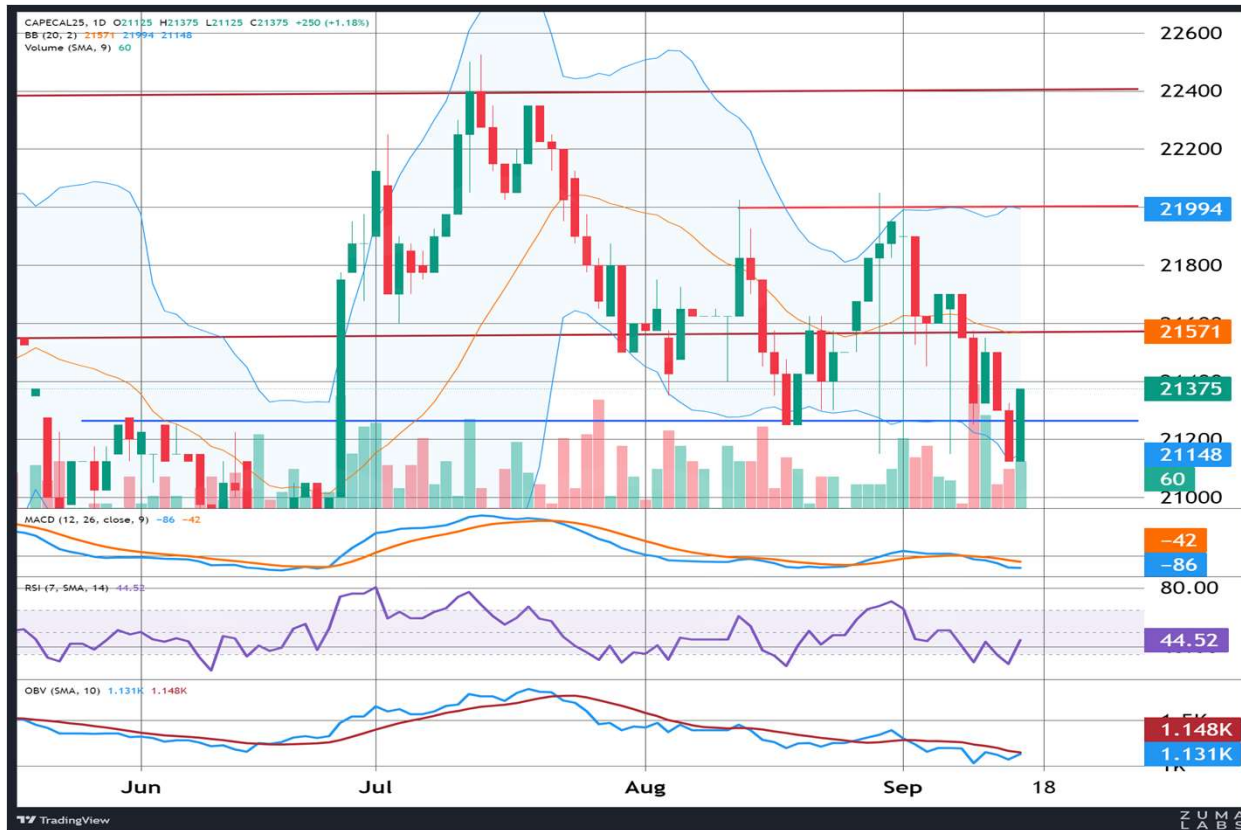 CAPECAL25, 1D O21125 H21375 L21125 C21375 +250 (+1.18%)
BB (20, 2) 21571 21994 21148
Volume (SMA, 9) 60
22600
22400
22200
21994
21800
21571
21375
21200
21148
60
21000
MACD (12, 26, close, 9) −86 −42
−42
−86
RSI (7, SMA, 14) 44.52
80.00
44.52
OBV (SMA, 10) 1.131K 1.148K
1.148K
1.131K
Jun Jul Aug Sep 18
TradingView
ZUMA
LABS